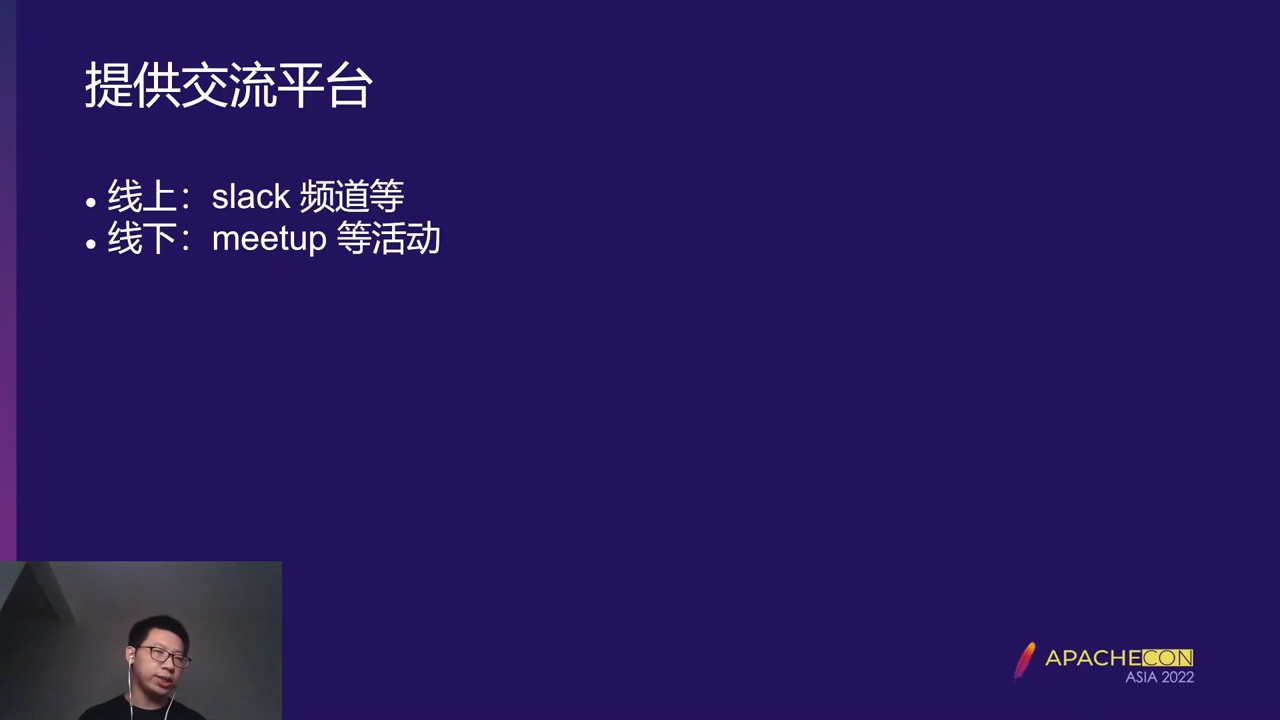 提供交流平台
• 线上：slack 频道等
• 线下：meetup 等活动
APACHECON
ASIA 2022